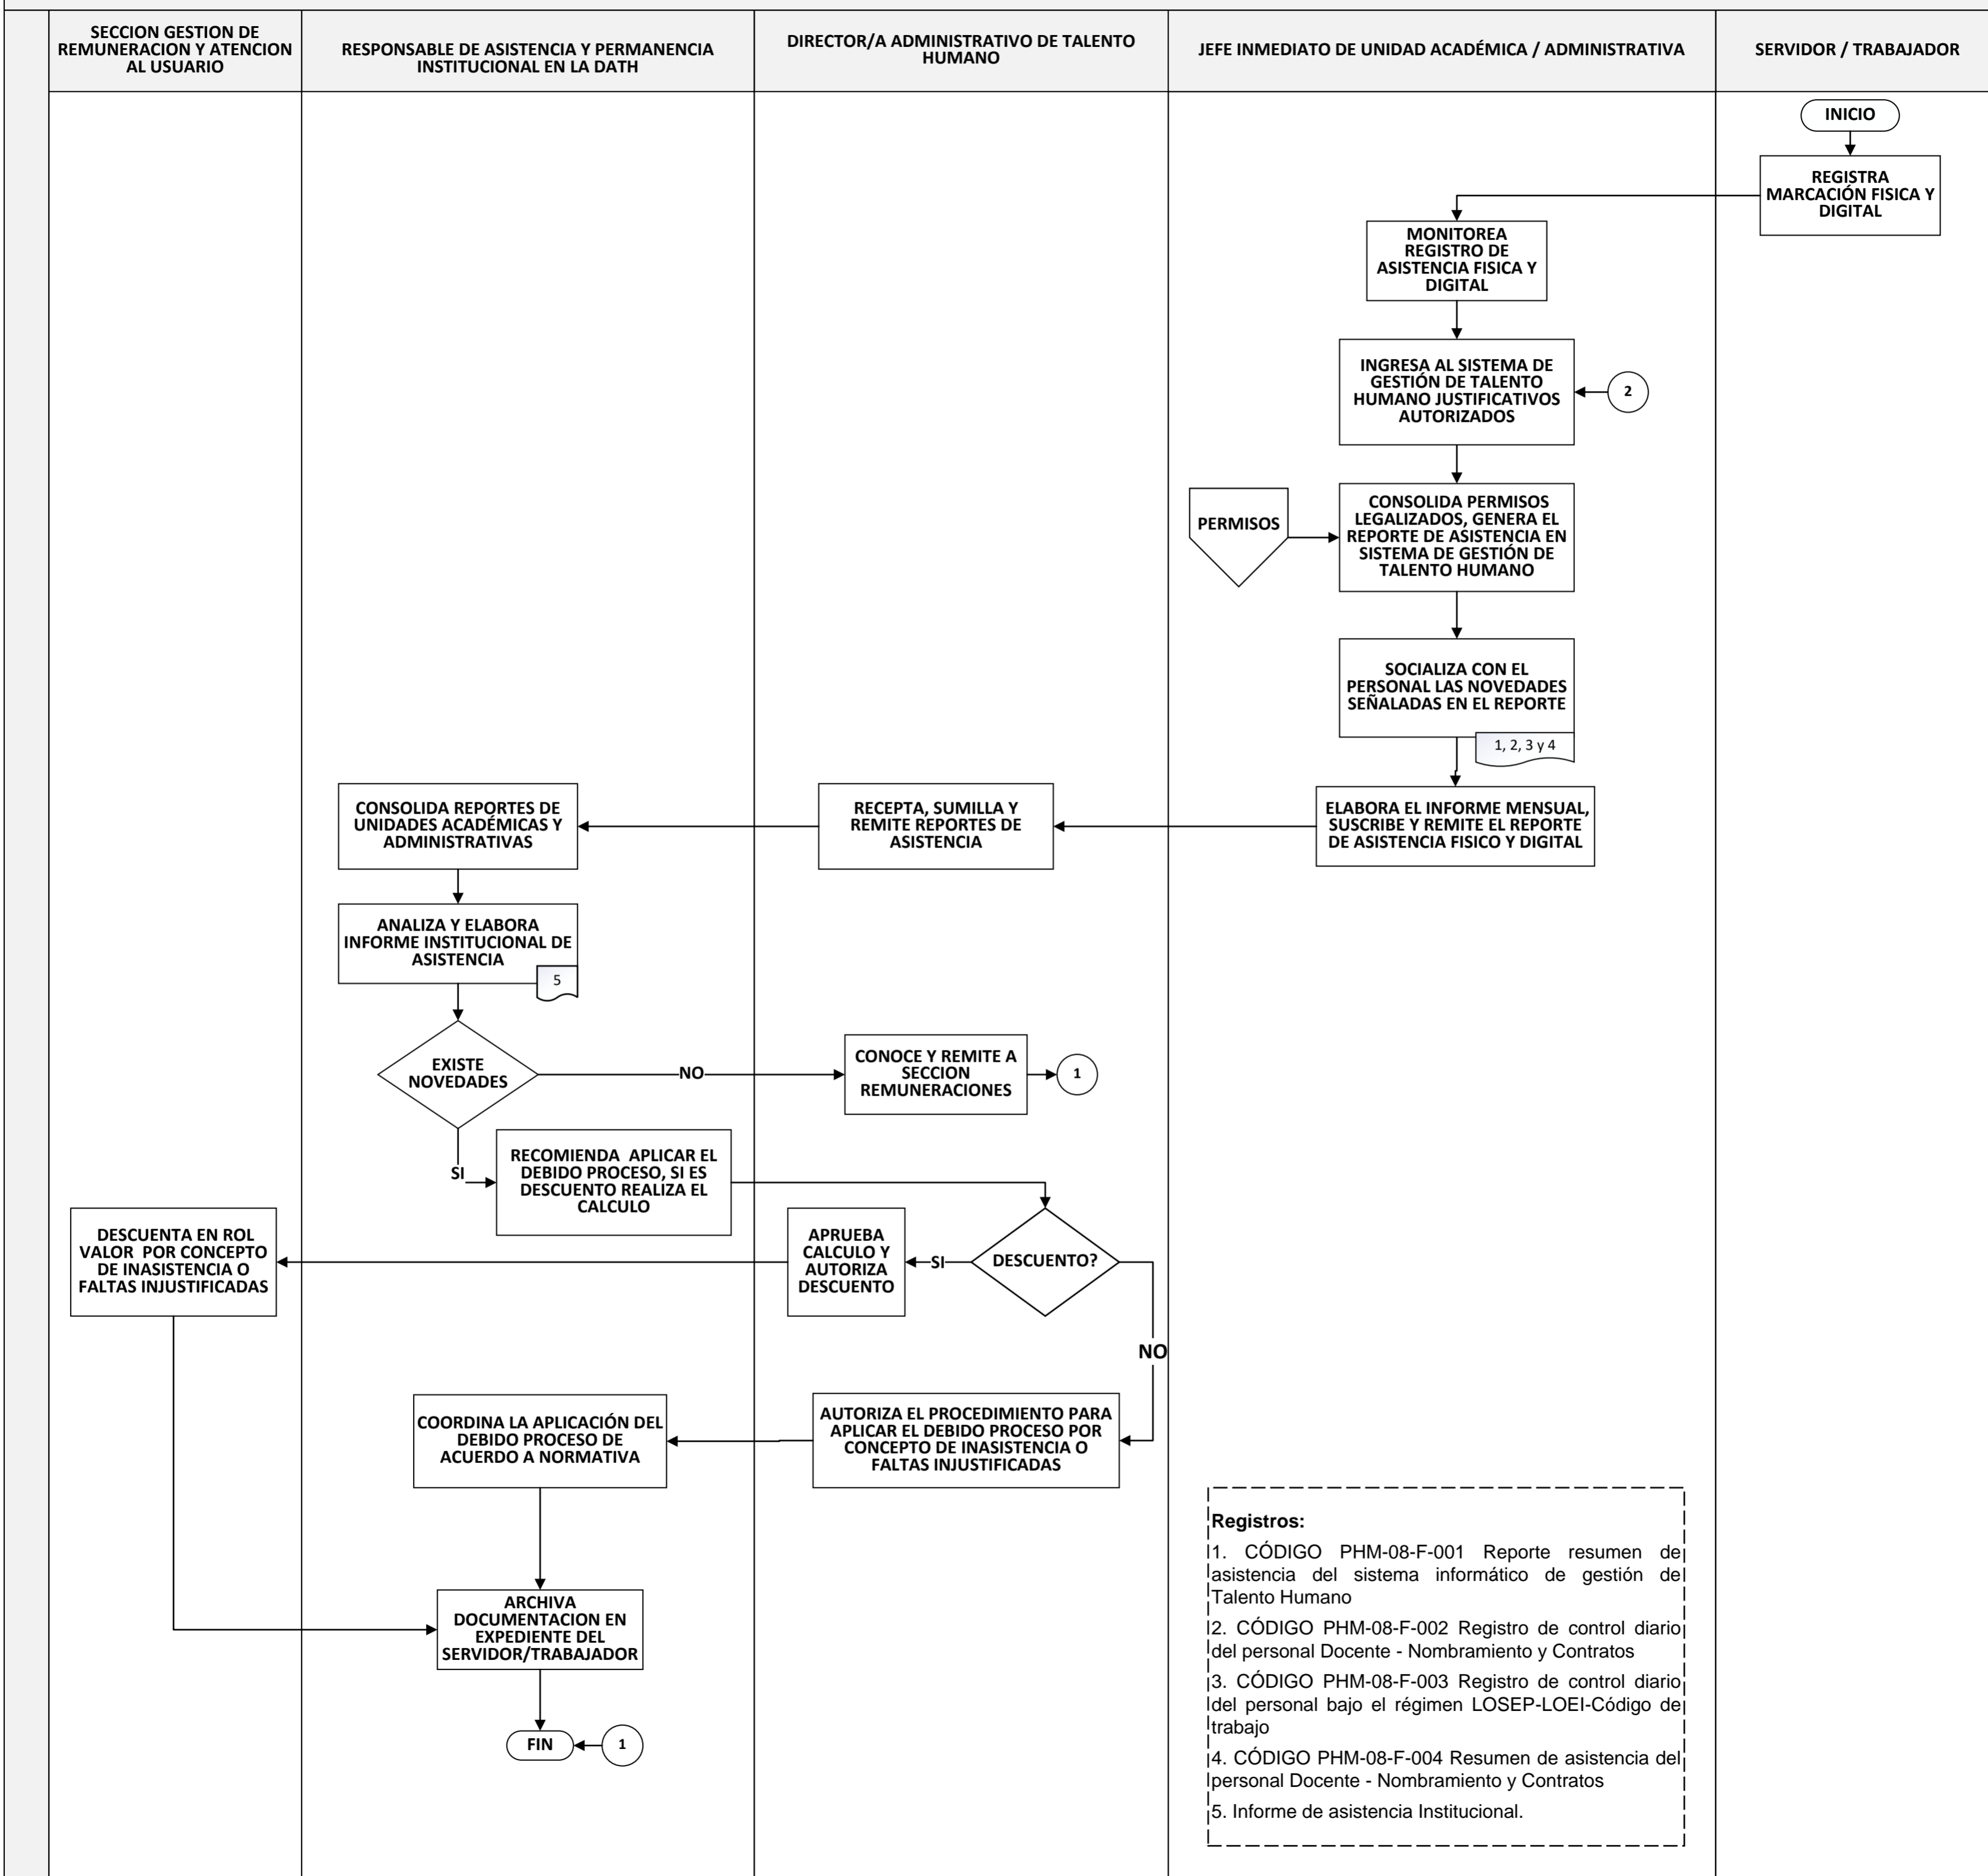 SECCION GESTION DE
REMUNERACION Y ATENCION
AL USUARIO
RESPONSABLE DE ASISTENCIA Y PERMANENCIA
INSTITUCIONAL EN LA DATH
DIRECTOR/A ADMINISTRATIVO DE TALENTO
HUMANO
JEFE INMEDIATO DE UNIDAD ACADÉMICA / ADMINISTRATIVA
SERVIDOR / TRABAJADOR
INICIO
REGISTRA
MARCACIÓN FISICA Y
DIGITAL
MONITOREA
REGISTRO DE
ASISTENCIA FISICA Y
DIGITAL
INGRESA AL SISTEMA DE
GESTIÓN DE TALENTO
HUMANO JUSTIFICATIVOS
AUTORIZADOS
2
PERMISOS
CONSOLIDA PERMISOS
LEGALIZADOS, GENERA EL
REPORTE DE ASISTENCIA EN
SISTEMA DE GESTIÓN DE
TALENTO HUMANO
SOCIALIZA CON EL
PERSONAL LAS NOVEDADES
SEÑALADAS EN EL REPORTE
1, 2, 3 y 4
ELABORA EL INFORME MENSUAL,
SUSCRIBE Y REMITE EL REPORTE
DE ASISTENCIA FISICO Y DIGITAL
RECEPTA, SUMILLA Y
REMITE REPORTES DE
ASISTENCIA
CONSOLIDA REPORTES DE
UNIDADES ACADÉMICAS Y
ADMINISTRATIVAS
ANALIZA Y ELABORA
INFORME INSTITUCIONAL DE
ASISTENCIA
5
EXISTE
NOVEDADES
NO
CONOCE Y REMITE A
SECCION
REMUNERACIONES
1
SI
RECOMIENDA APLICAR EL
DEBIDO PROCESO, SI ES
DESCUENTO REALIZA EL
CALCULO
DESCUENTO?
SI
APRUEBA
CALCULO Y
AUTORIZA
DESCUENTO
DESCUENTA EN ROL
VALOR POR CONCEPTO
DE INASISTENCIA O
FALTAS INJUSTIFICADAS
NO
AUTORIZA EL PROCEDIMIENTO PARA
APLICAR EL DEBIDO PROCESO POR
CONCEPTO DE INASISTENCIA O
FALTAS INJUSTIFICADAS
COORDINA LA APLICACIÓN DEL
DEBIDO PROCESO DE
ACUERDO A NORMATIVA
ARCHIVA
DOCUMENTACION EN
EXPEDIENTE DEL
SERVIDOR/TRABAJADOR
FIN
1
Registros:
1. CÓDIGO PHM-08-F-001 Reporte resumen de
asistencia del sistema informático de gestión de
Talento Humano
2. CÓDIGO PHM-08-F-002 Registro de control diario
del personal Docente - Nombramiento y Contratos
3. CÓDIGO PHM-08-F-003 Registro de control diario
del personal bajo el régimen LOSEP-LOEI-Código de
trabajo
4. CÓDIGO PHM-08-F-004 Resumen de asistencia del
personal Docente - Nombramiento y Contratos
5. Informe de asistencia Institucional.